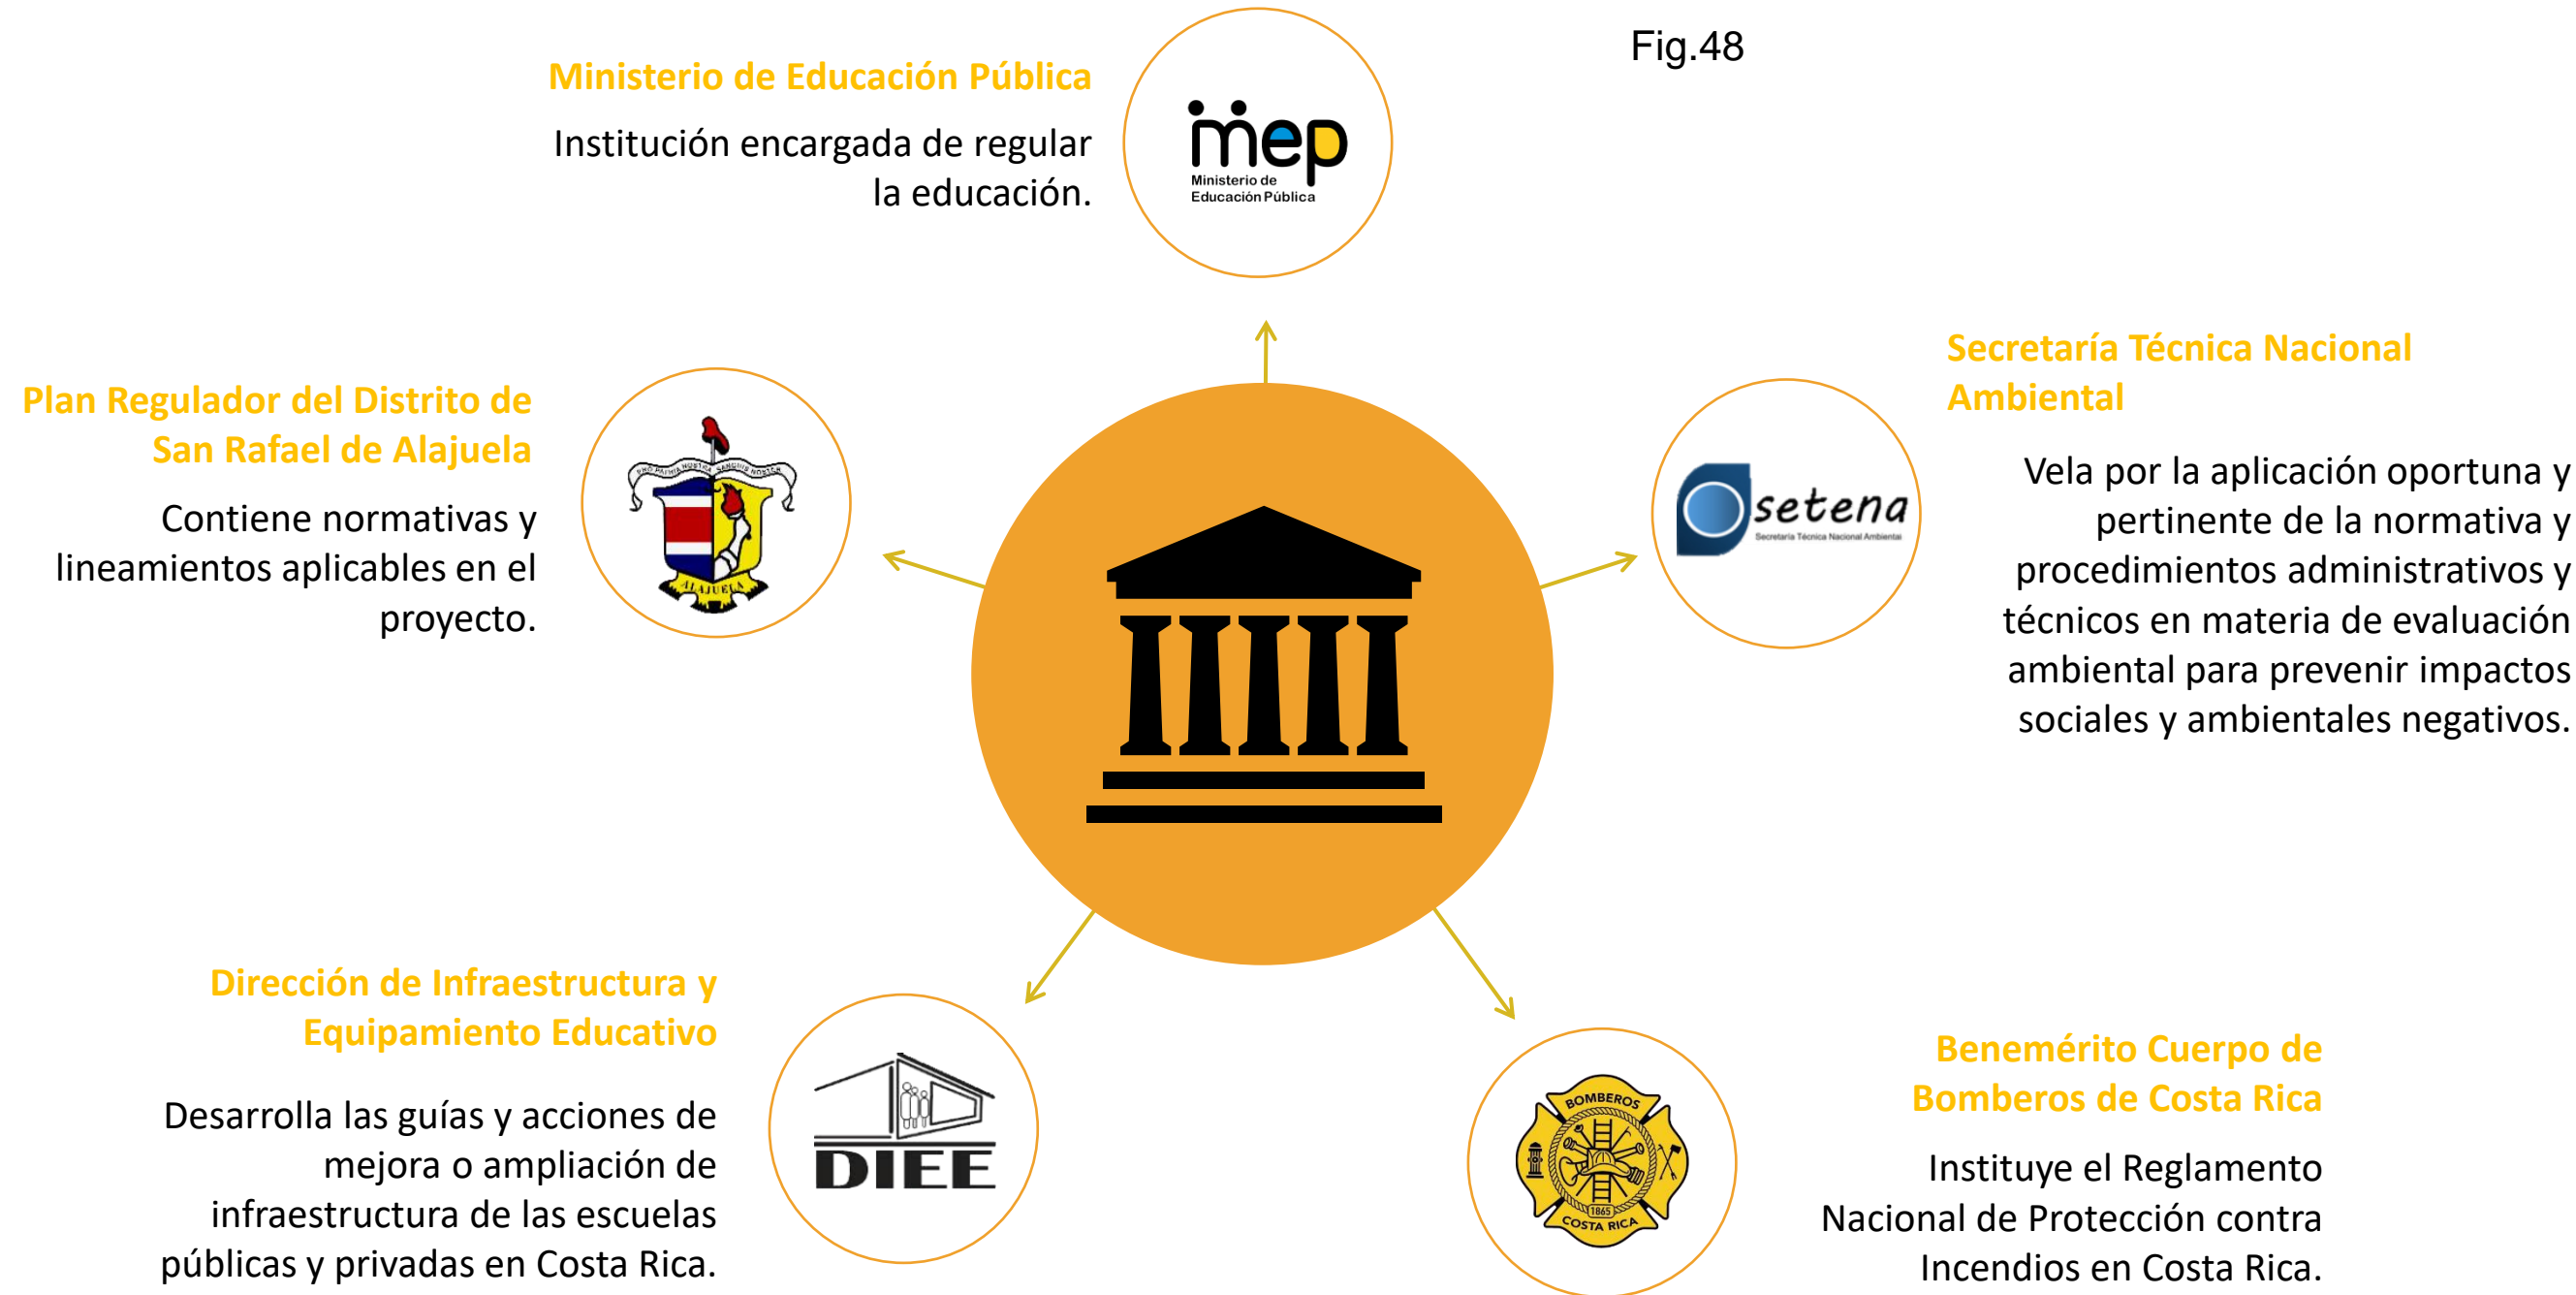 Fig.48
Ministerio de Educación Pública
Institución encargada de regular
la educación.
mep
Ministerio de
Educación Pública
Plan Regulador del Distrito de
San Rafael de Alajuela
Contiene normativas y
lineamientos aplicables en el
proyecto.
PRO PATRIA NOSTRA SANGUIS NOSTER
ALAJUELA
Secretaría Técnica Nacional
Ambiental
Vela por la aplicación oportuna y
pertinente de la normativa y
procedimientos administrativos y
técnicos en materia de evaluación
ambiental para prevenir impactos
sociales y ambientales negativos.
setena
Secretaría Técnica Nacional Ambiental
Dirección de Infraestructura y
Equipamiento Educativo
Desarrolla las guías y acciones de
mejora o ampliación de
infraestructura de las escuelas
públicas y privadas en Costa Rica.
DIEE
Benemérito Cuerpo de
Bomberos de Costa Rica
Instituye el Reglamento
Nacional de Protección contra
Incendios en Costa Rica.
BOMBEROS
1865
COSTA RICA